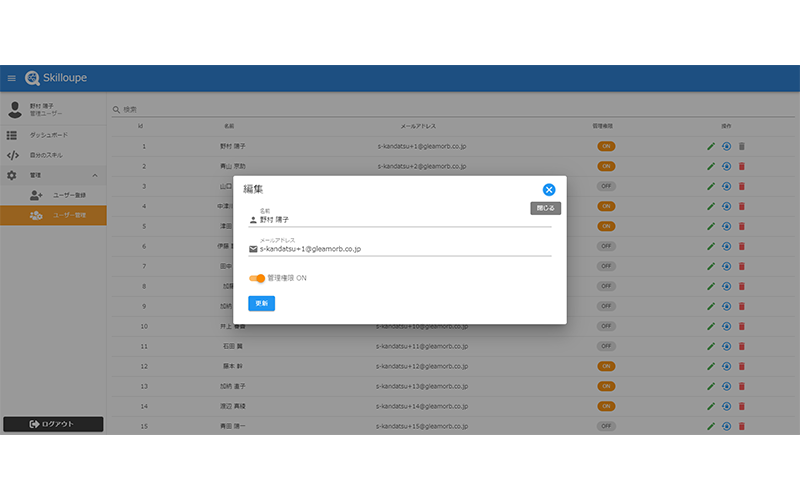 Skilloupe
野村 陽子
管理ユーザー
ダッシュボード
自分のスキル
管理
ユーザー登録
ユーザー管理
ログアウト
検索
id 名前 メールアドレス 管理権限 操作
1 野村 陽子 s-kandatsu+1@gleamorb.co.jp ON
2 青山 京助 s-kandatsu+2@gleamorb.co.jp ON
3 山口 OFF
4 中津川 ON
5 津田 ON
6 伊藤 OFF
7 田中 OFF
8 加藤 OFF
9 加納 OFF
10 井上 s-kandatsu+10@gleamorb.co.jp OFF
11 石田 翼 s-kandatsu+11@gleamorb.co.jp OFF
12 藤本 幹 s-kandatsu+12@gleamorb.co.jp ON
13 加納 直子 s-kandatsu+13@gleamorb.co.jp ON
14 渡辺 真綾 s-kandatsu+14@gleamorb.co.jp ON
15 青田 陽一 s-kandatsu+15@gleamorb.co.jp OFF
編集
閉じる
名前
野村 陽子
メールアドレス
s-kandatsu+1@gleamorb.co.jp
管理権限 ON
更新